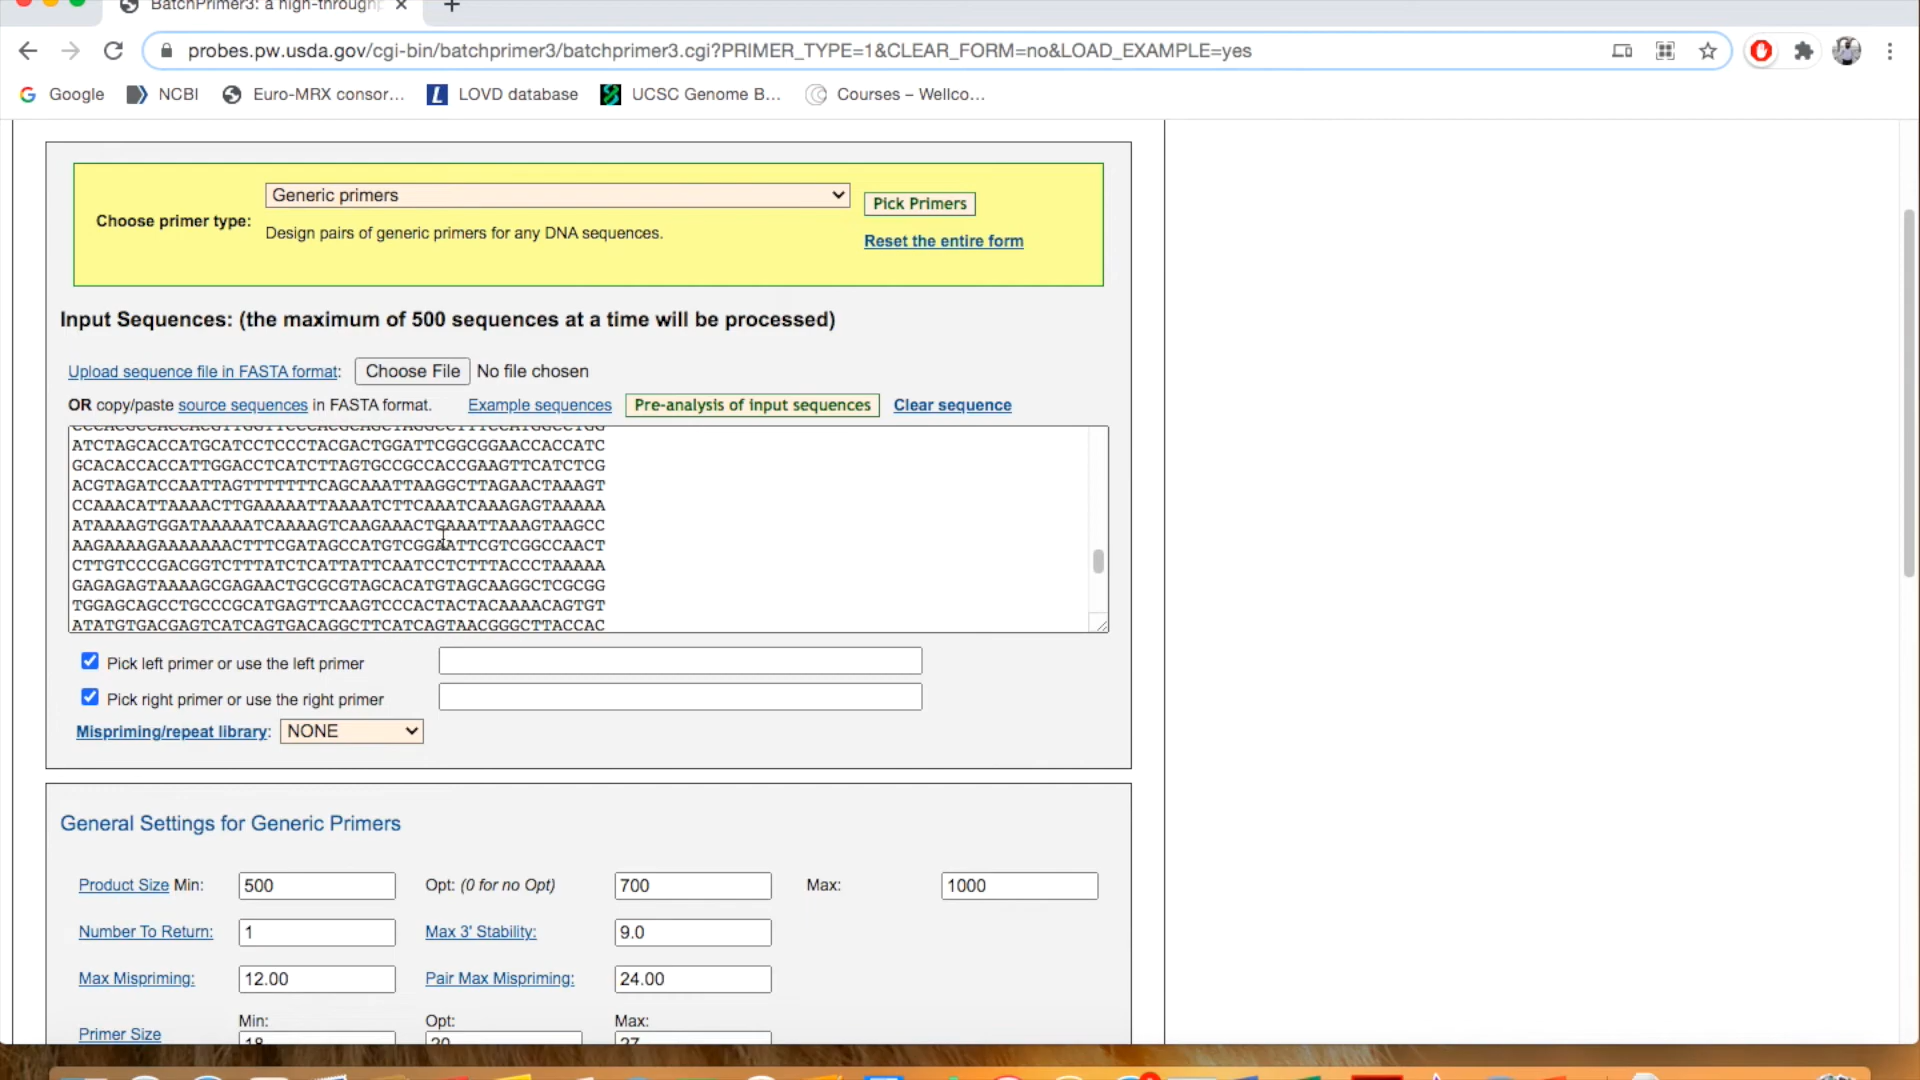 BatchPrimer3: a high-throughp
probes.pw.usda.gov/cgi-bin/batchprimer3/batchprimer3.cgi?PRIMER_TYPE=1&CLEAR_FORM=no&LOAD_EXAMPLE=yes
Google NCBI Euro-MRX consor... LOVD database UCSC Genome B... Courses – Wellco...
Choose primer type: Generic primers Pick Primers
Design pairs of generic primers for any DNA sequences.
Reset the entire form
Input Sequences: (the maximum of 500 sequences at a time will be processed)
Upload sequence file in FASTA format: Choose File No file chosen
OR copy/paste source sequences in FASTA format. Example sequences Pre-analysis of input sequences Clear sequence
CCCACGCCACCACGTTGGTTCCCACGCAGCTAGGCCTTTCCATGGCCTGG
ATCTAGCACCATGCATCCTCCCTACGACTGGATTCGGCGGAACCACCATC
GCACACCACCATTGGACCTCATCTTAGTGCCGCCACCGAAGTTCATCTCG
ACGTAGATCCAATTAGTTTTTTTCAGCAAATTAAGGCTTAGAACTAAAGT
CCAAACATTAAAACTTGAAAAATTAAAATCTTCAAATCAAAGAGTAAAAA
ATAAAAGTGGATAAAAATCAAAAGTCAAGAAACTGAAATTAAAGTAAGCC
AAGAAAAGAAAAAAACTTTCGATAGCCATGTCGGAATTCGTCGGCCAACT
CTTGTCCCGACGGTCTTTATCTCATTATTCAATCCTCTTTACCCTAAAAA
GAGAGAGTAAAAGCGAGAACTGCGCGTAGCACATGTAGCAAGGCTCGCGG
TGGAGCAGCCTGCCCGCATGAGTTCAAGTCCCACTACTACAAAACAGTGT
ATATGTGACGAGTCATCAGTGACAGGCTTCATCAGTAACGGGCTTACCAC
Pick left primer or use the left primer
Pick right primer or use the right primer
Mispriming/repeat library: NONE
General Settings for Generic Primers
Product Size Min: 500 Opt: (0 for no Opt) 700 Max: 1000
Number To Return: 1 Max 3' Stability: 9.0
Max Mispriming: 12.00 Pair Max Mispriming: 24.00
Min: Opt: Max:
Primer Size 18 20 27